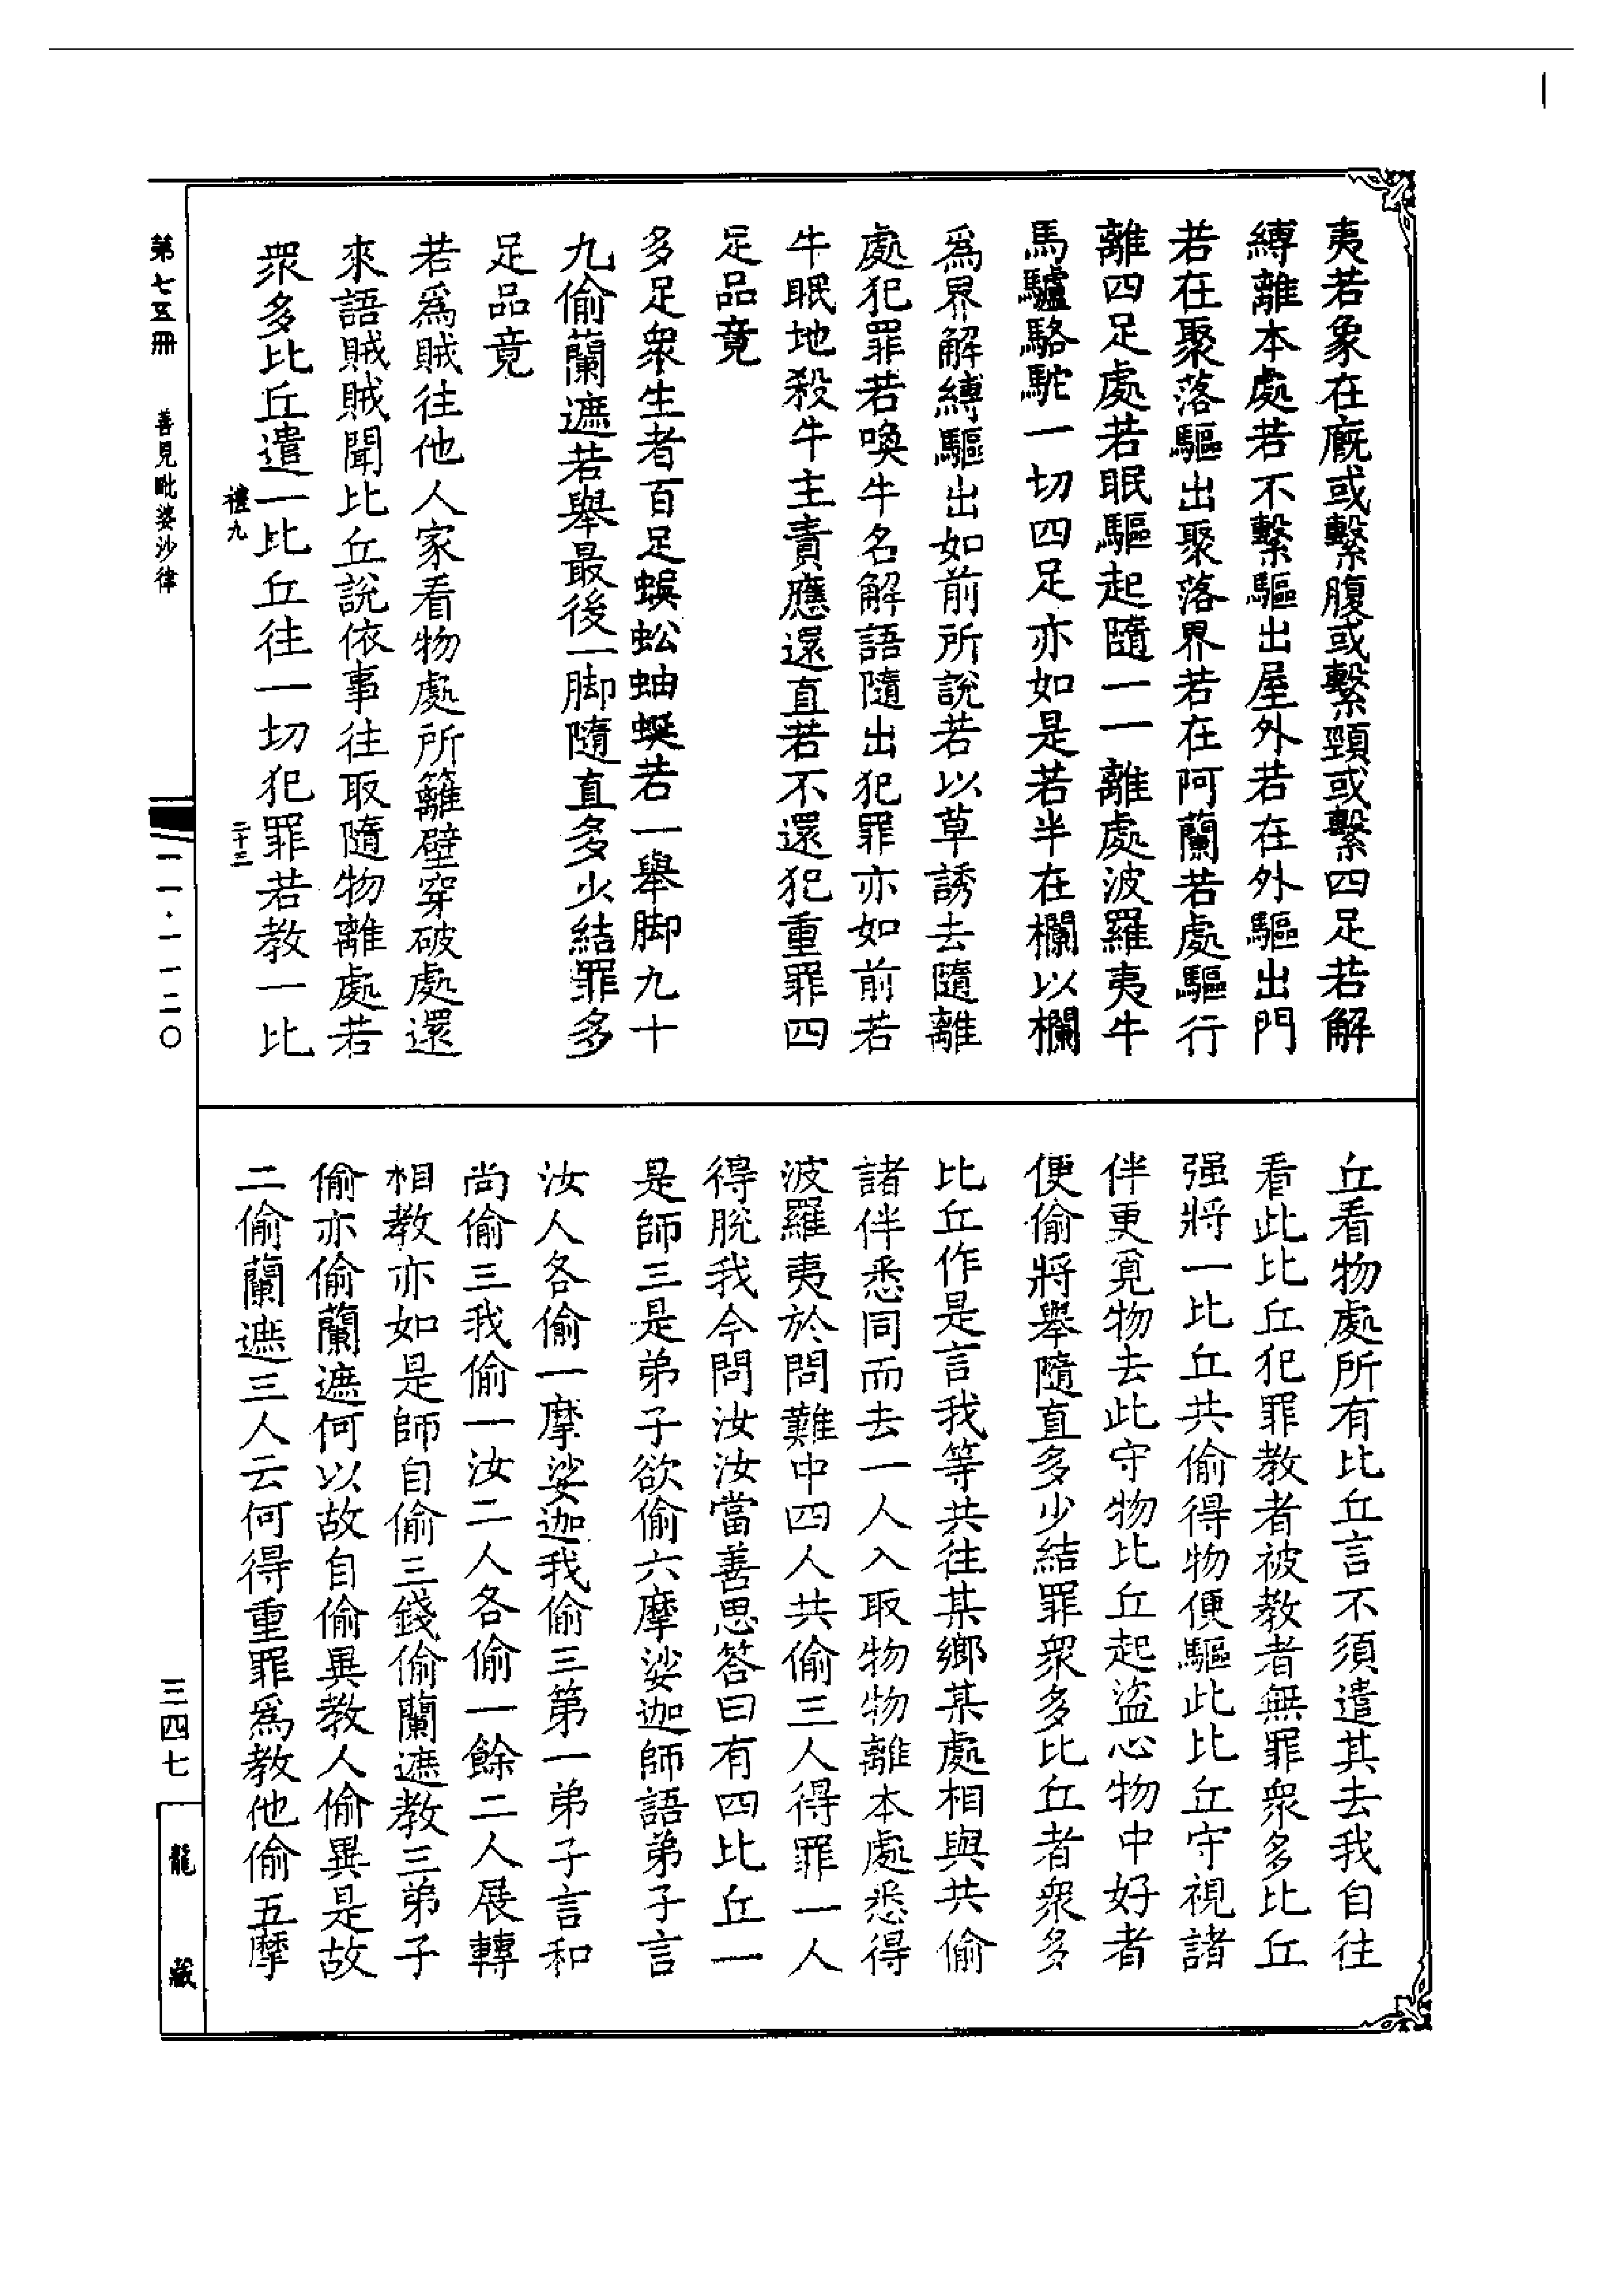 夷若象在廐或繫腹或繫頸或繫四足若解
縛離本處若不繫驅出屋外若在外驅出門
若在聚落驅出聚落界若在阿蘭若處驅行
離四足處若眠驅起隨一一離處波羅夷牛
馬驢駱駝一切四足亦如是若半在欄以欄
爲界解縛驅出如前所說若以草誘去隨離
處犯罪若喚牛名解語隨出犯罪亦如前若
牛眠地殺牛主責應還直若不還犯重罪四
足品竟
多足衆生者百足蜈蚣蚰蜒若一舉脚九十
九偷蘭遮若舉最後一脚隨直多少結罪多
足品竟
若爲賊往他人家看物處所籬壁穿破處還
來語賊賊聞比丘說依事往取隨物離處若
衆多比丘遣一比丘往一切犯罪若教一比
禮九
二十三
丘看物處所有比丘言不須遣其去我自往
看此比丘犯罪教者被教者無罪衆多比丘
强將一比丘共偷得物便驅此比丘守視諸
伴更覓物去此守物比丘起盜心物中好者
便偷將舉隨直多少結罪衆多比丘者衆多
比丘作是言我等共往某鄉某處相與共偷
諸伴悉同而去一人入取物物離本處悉得
波羅夷於問難中四人共偷三人得罪一人
得脫我今問汝汝當善思答曰有四比丘一
是師三是弟子欲偷六摩娑迦師語弟子言
汝人各偷一摩娑迦我偷三第一弟子言和
尚偷三我偷一汝二人各偷一餘二人展轉
相教亦如是師自偷三錢偷蘭遮教三弟子
偷亦偷蘭遮何以故自偷異教人偷異是故
二偷蘭遮三人云何得重罪爲教他偷五摩
第七五冊
善見毗婆沙律
一一·一一二〇
三四七
龍藏